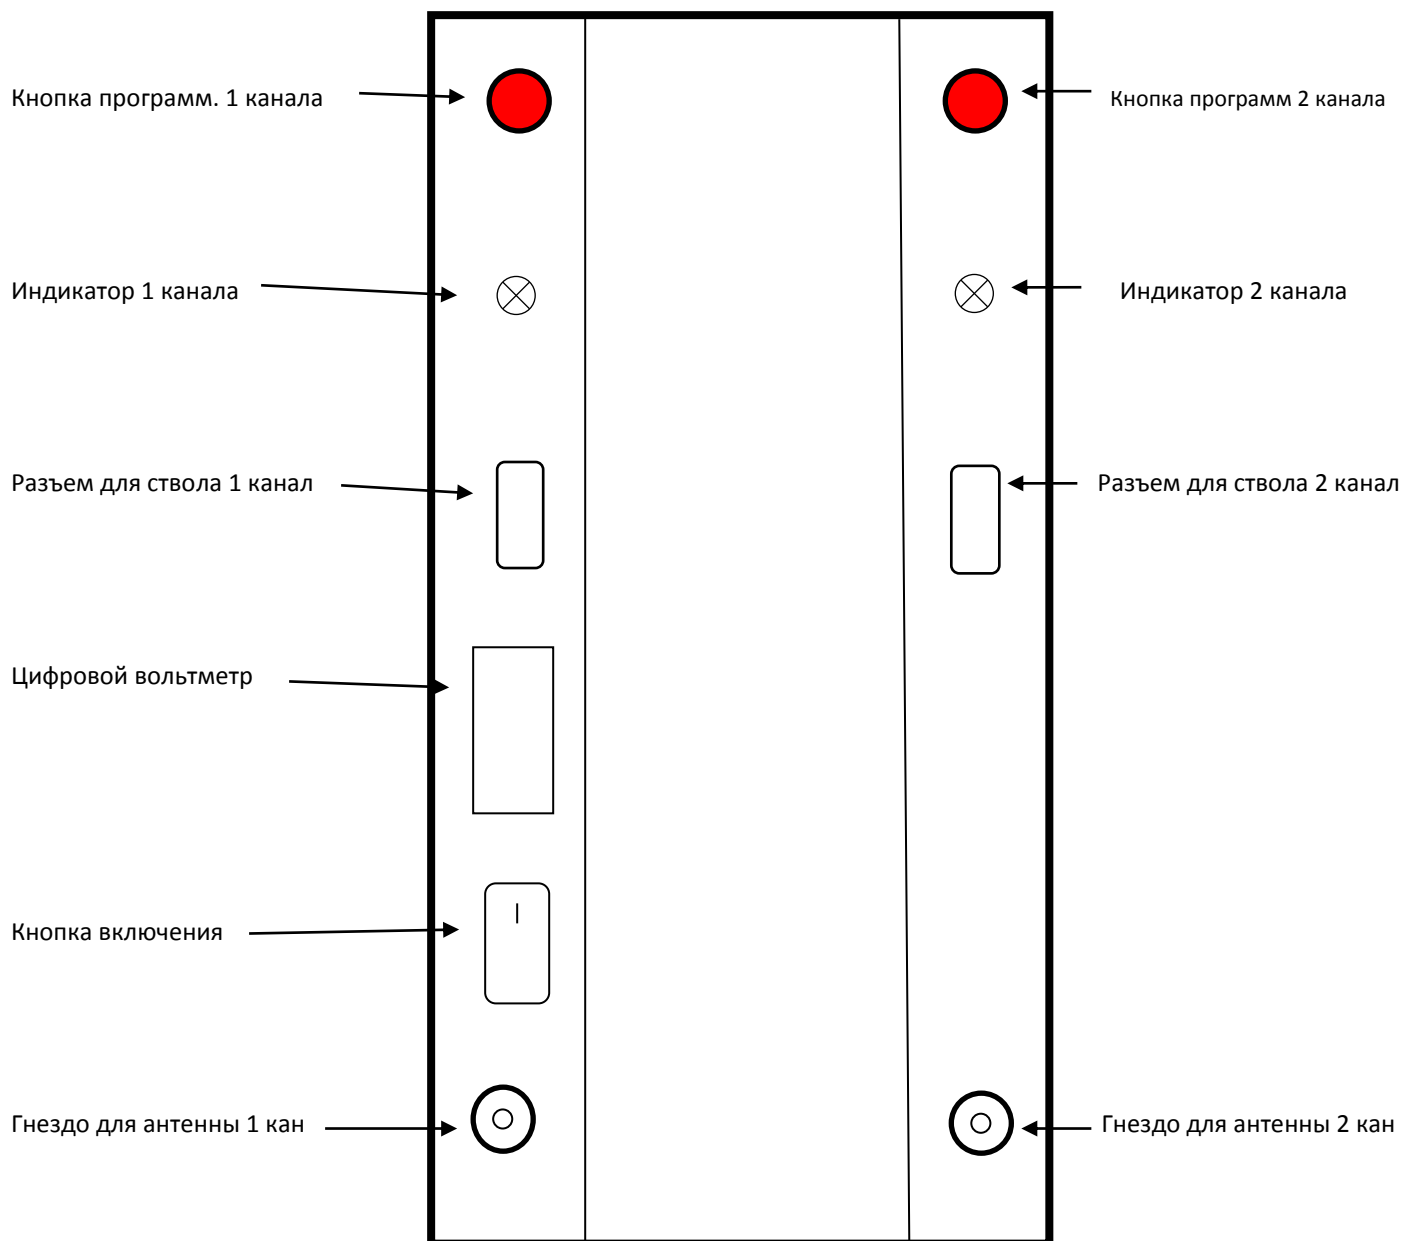 Кнопка программ. 1 канала
Кнопка программ 2 канала
Индикатор 1 канала
Индикатор 2 канала
Разъем для ствола 1 канал
Разъем для ствола 2 канал
Цифровой вольтметр
Кнопка включения
Гнездо для антенны 1 кан
Гнездо для антенны 2 кан